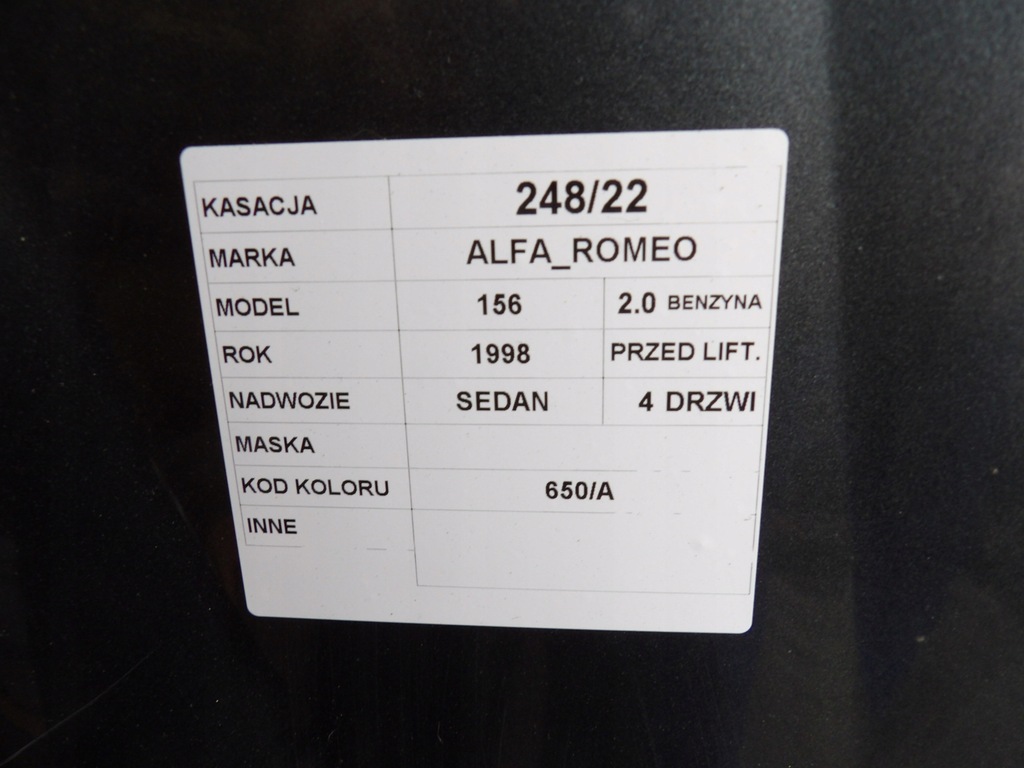 KASACJA 248/22
MARKA ALFA_ROMEO
MODEL 156 2.0 BENZYNA
ROK 1998 PRZED LIFT.
NADWOZIE SEDAN 4 DRZWI
MASKA
KOD KOLORU 650/A
INNE